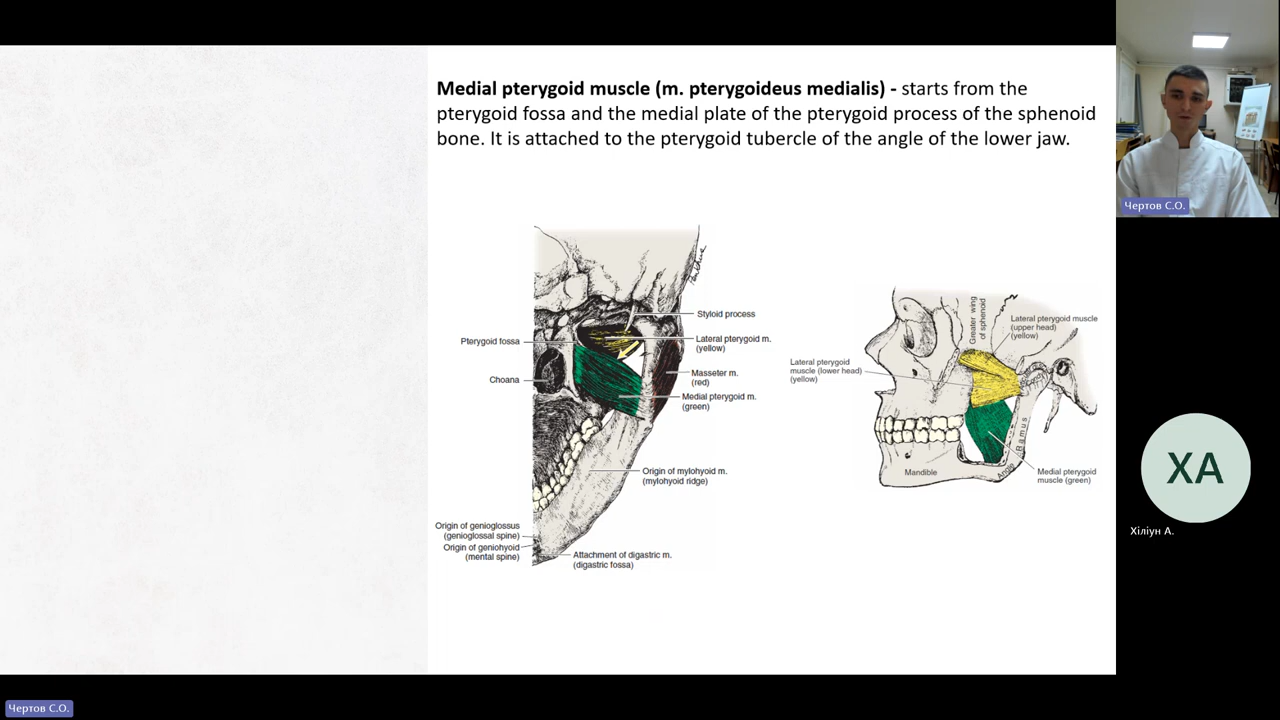 Medial pterygoid muscle (m. pterygoideus medialis) - starts from the
pterygoid fossa and the medial plate of the pterygoid process of the sphenoid
bone. It is attached to the pterygoid tubercle of the angle of the lower jaw.
Styloid process
Pterygoid fossa
Lateral pterygoid m.
(yellow)
Choana
Masseter m.
(red)
Medial pterygoid m.
(green)
Origin of mylohyoid m.
(mylohyoid ridge)
Origin of genioglossus
(genioglossal spine)
Origin of geniohyoid
(mental spine)
Attachment of digastric m.
(digastric fossa)
Greater wing
of sphenoid
Lateral pterygoid muscle
(upper head)
(yellow)
Lateral pterygoid
muscle (lower head)
(yellow)
Ramus
Angle
Mandible
Medial pterygoid
muscle (green)
Чертов С.О.
ХА
Хіліун А.
Чертов С.О.